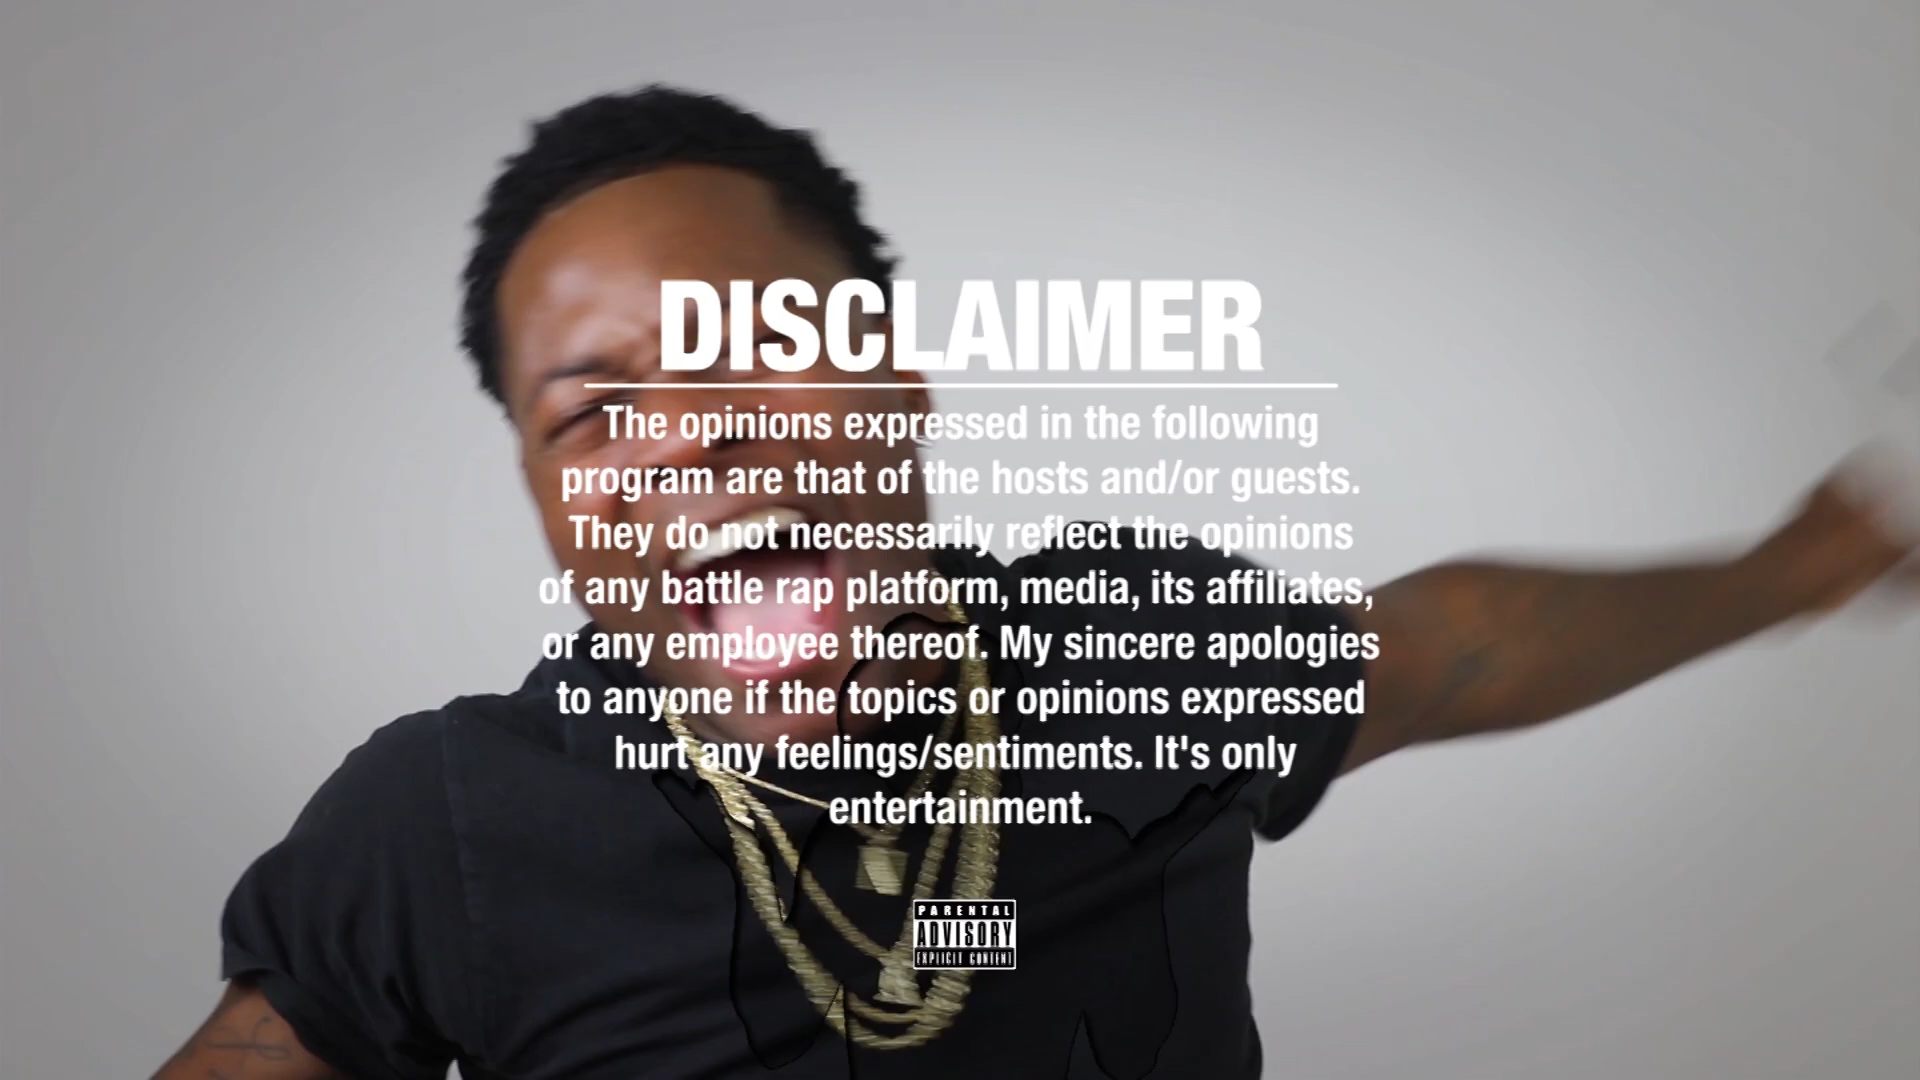 DISCLAIMER
The opinions expressed in the following
program are that of the hosts and/or guests.
They do not necessarily reflect the opinions
of any battle rap platform, media, its affiliates,
or any employee thereof. My sincere apologies
to anyone if the topics or opinions expressed
hurt any feelings/sentiments. It's only
entertainment.
PARENTAL
ADVISORY
EXPLICIT CONTENT